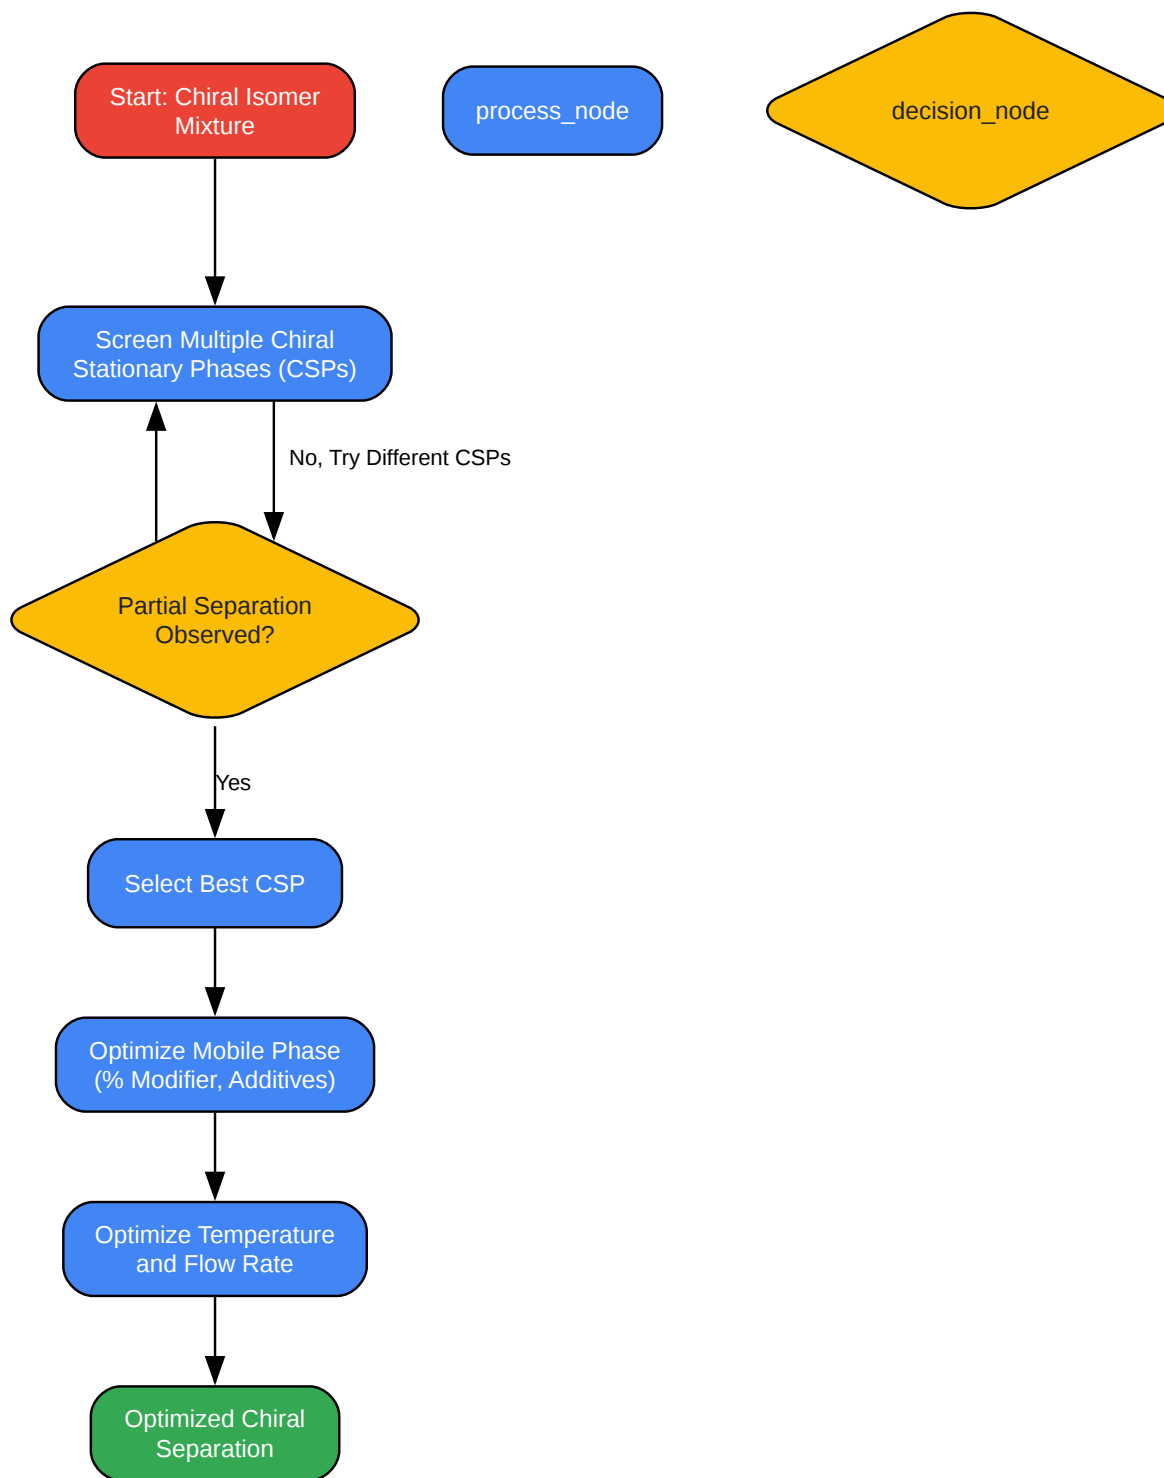 Start: Chiral Isomer
Mixture
process_node
decision_node
Screen Multiple Chiral
Stationary Phases (CSPs)
No, Try Different CSPs
Partial Separation
Observed?
Yes
Select Best CSP
Optimize Mobile Phase
(% Modifier, Additives)
Optimize Temperature
and Flow Rate
Optimized Chiral
Separation